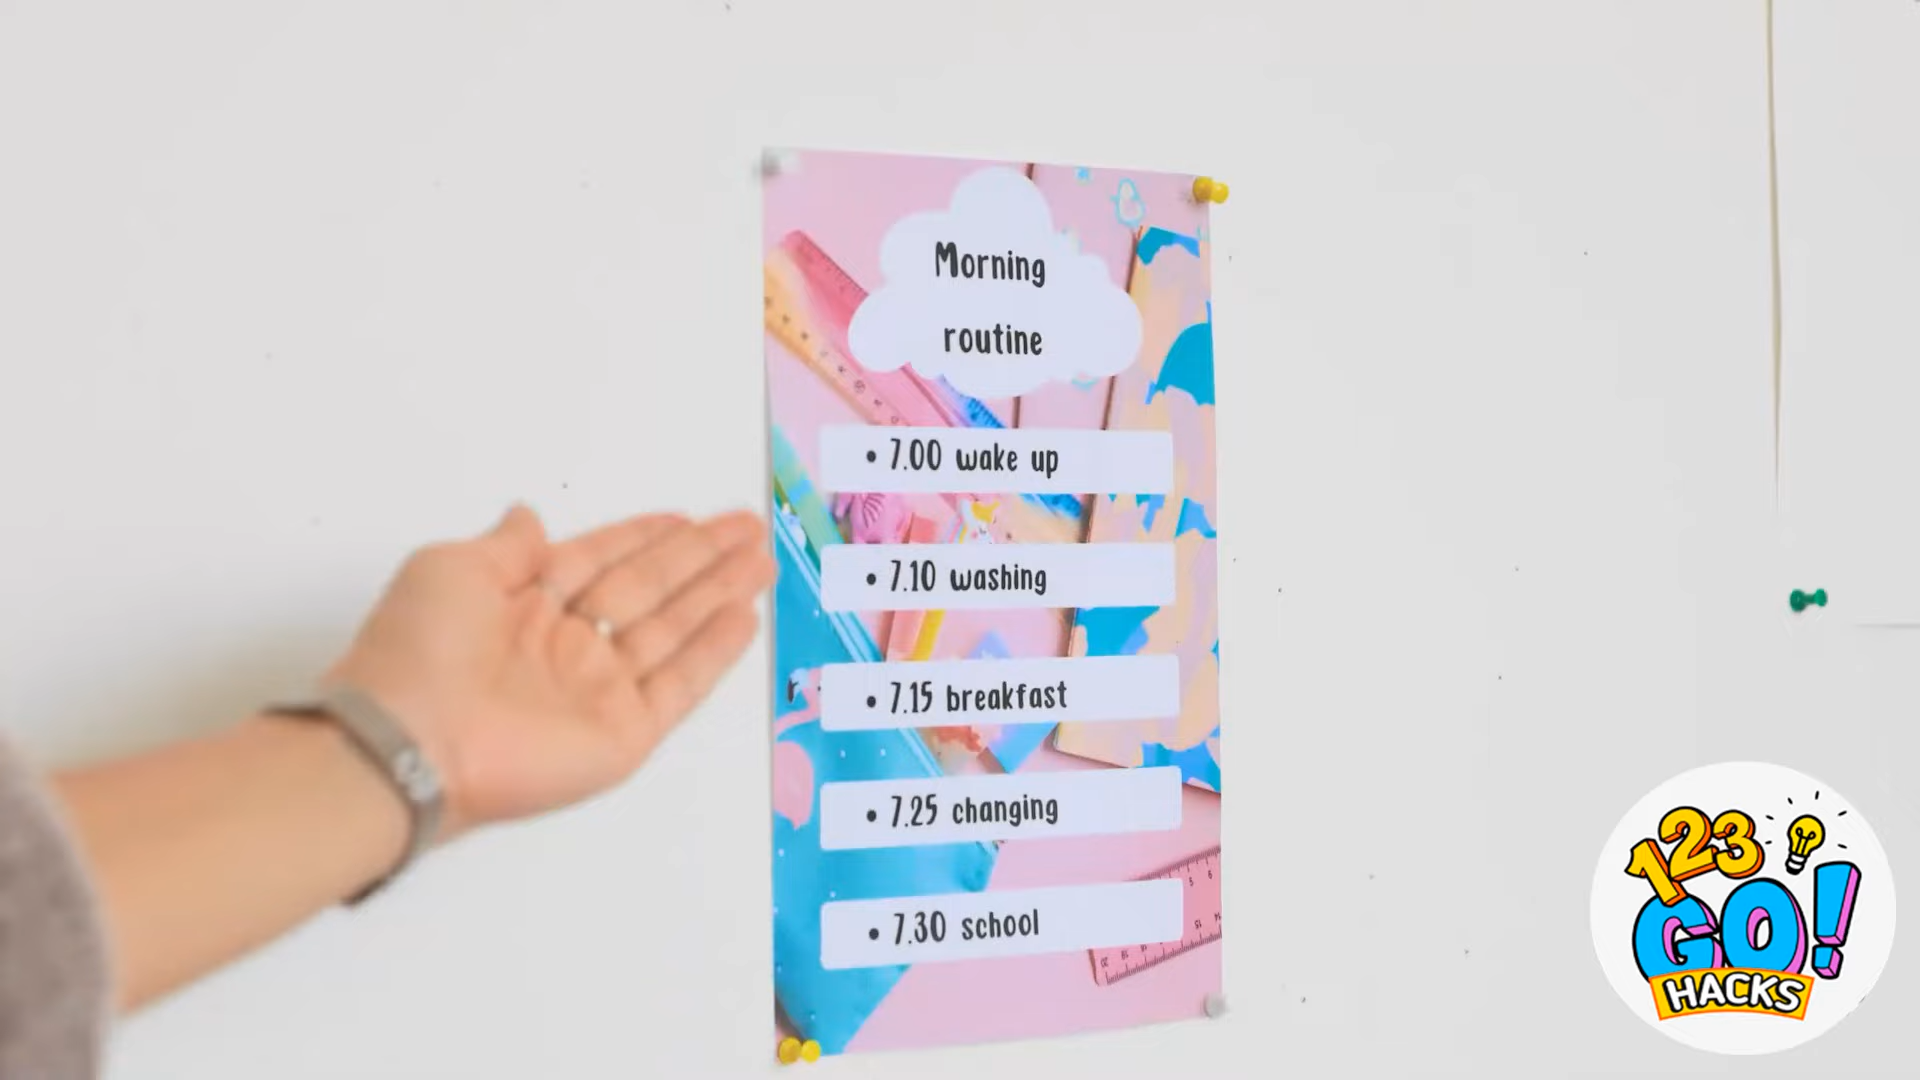 Morning
routine
• 7.00 wake up
• 7.10 washing
• 7.15 breakfast
• 7.25 changing
• 7.30 school
123
GO!
HACKS